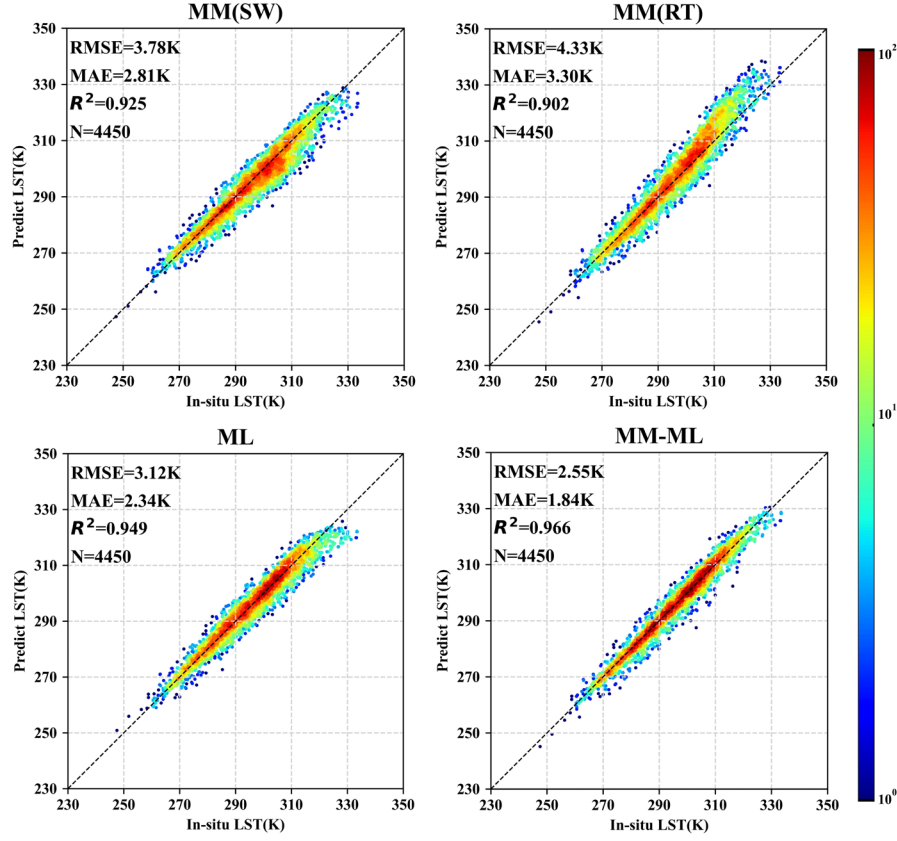 MM(SW)
350
330
310
290
270
250
230
RMSE=3.78K
MAE=2.81K
R²=0.925
N=4450
Predict LST(K)
230 250 270 290 310 330 350
In-situ LST(K)
MM(RT)
350
330
310
290
270
250
230
RMSE=4.33K
MAE=3.30K
R²=0.902
N=4450
Predict LST(K)
230 250 270 290 310 330 350
In-situ LST(K)
ML
350
330
310
290
270
250
230
RMSE=3.12K
MAE=2.34K
R²=0.949
N=4450
Predict LST(K)
230 250 270 290 310 330 350
In-situ LST(K)
MM-ML
350
330
310
290
270
250
230
RMSE=2.55K
MAE=1.84K
R²=0.966
N=4450
Predict LST(K)
230 250 270 290 310 330 350
In-situ LST(K)
10²
10¹
10⁰